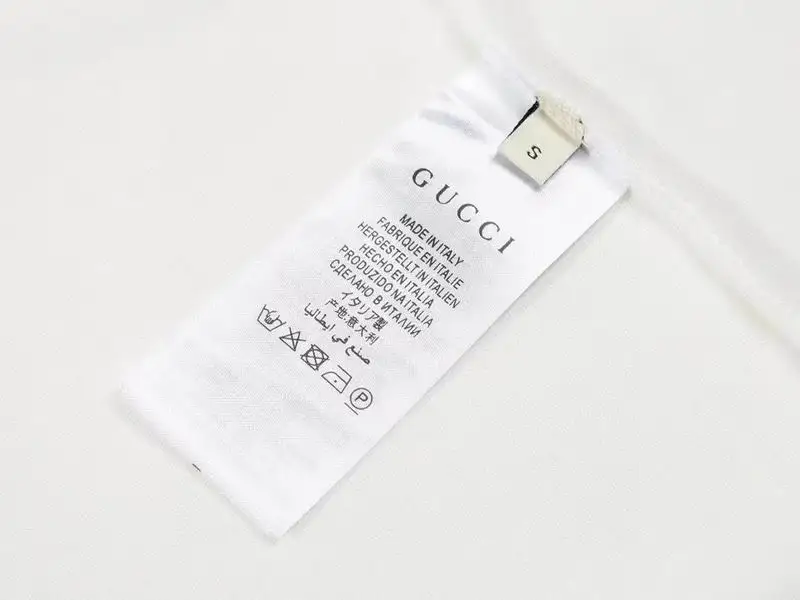 S
GUCCI
MADE IN ITALY
FABRIQUE EN ITALIE
HERGESTELLT IN ITALIEN
HECHO EN ITALIA
PRODUZIDO NA ITALIA
СДЕЛАНО В ИТАЛИИ
イタリア製
产地:意大利
صنع في إيطاليا
P